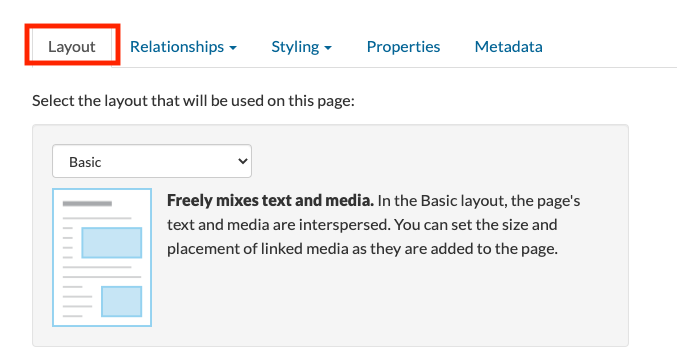 Layout Relationships Styling Properties Metadata
Select the layout that will be used on this page:
Basic
Freely mixes text and media. In the Basic layout, the page's
text and media are interspersed. You can set the size and
placement of linked media as they are added to the page.